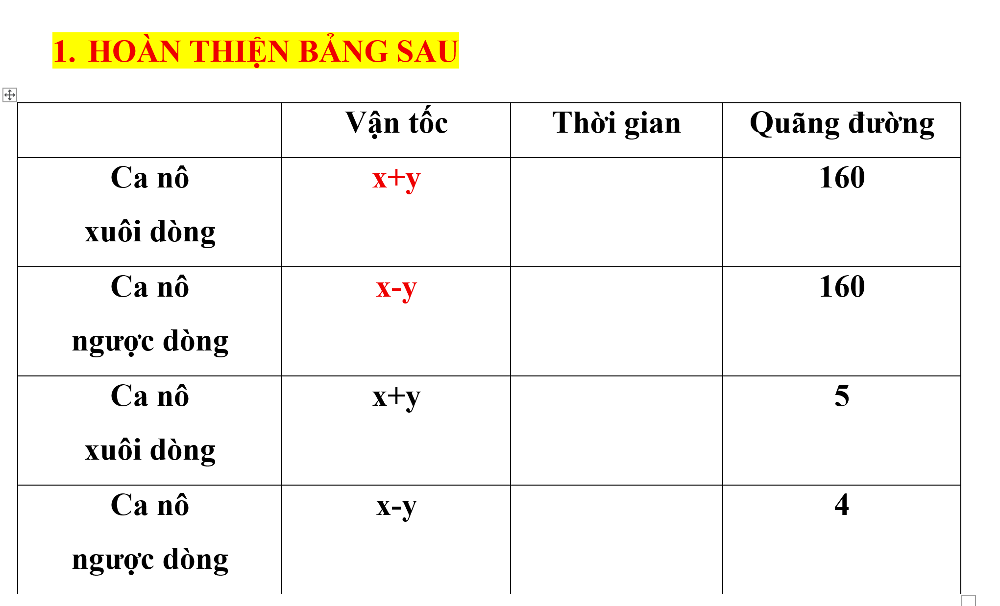 1. HOÀN THIỆN BẢNG SAU
Vận tốc Thời gian Quãng đường
Ca nô
xuôi dòng
x+y
160
Ca nô
ngược dòng
x-y
160
Ca nô
xuôi dòng
x+y
5
Ca nô
ngược dòng
x-y
4